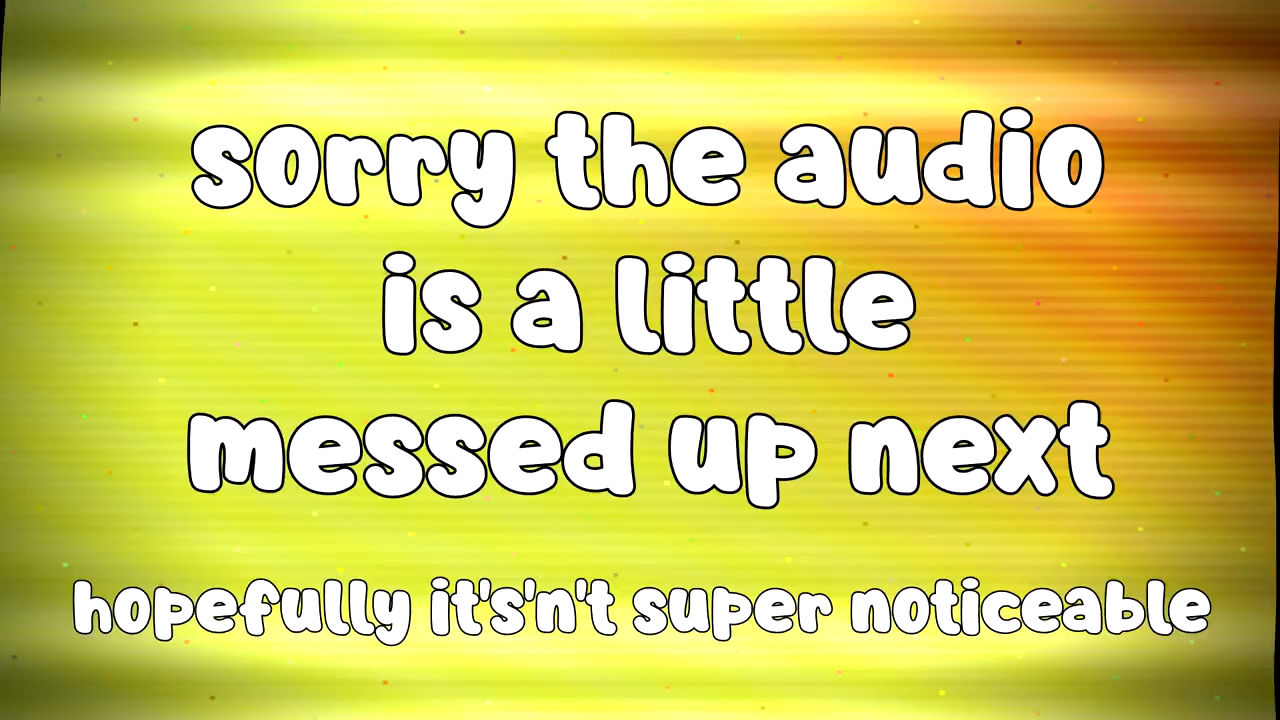 sorry the audio
is a little
messed up next
hopefully it's'n't super noticeable